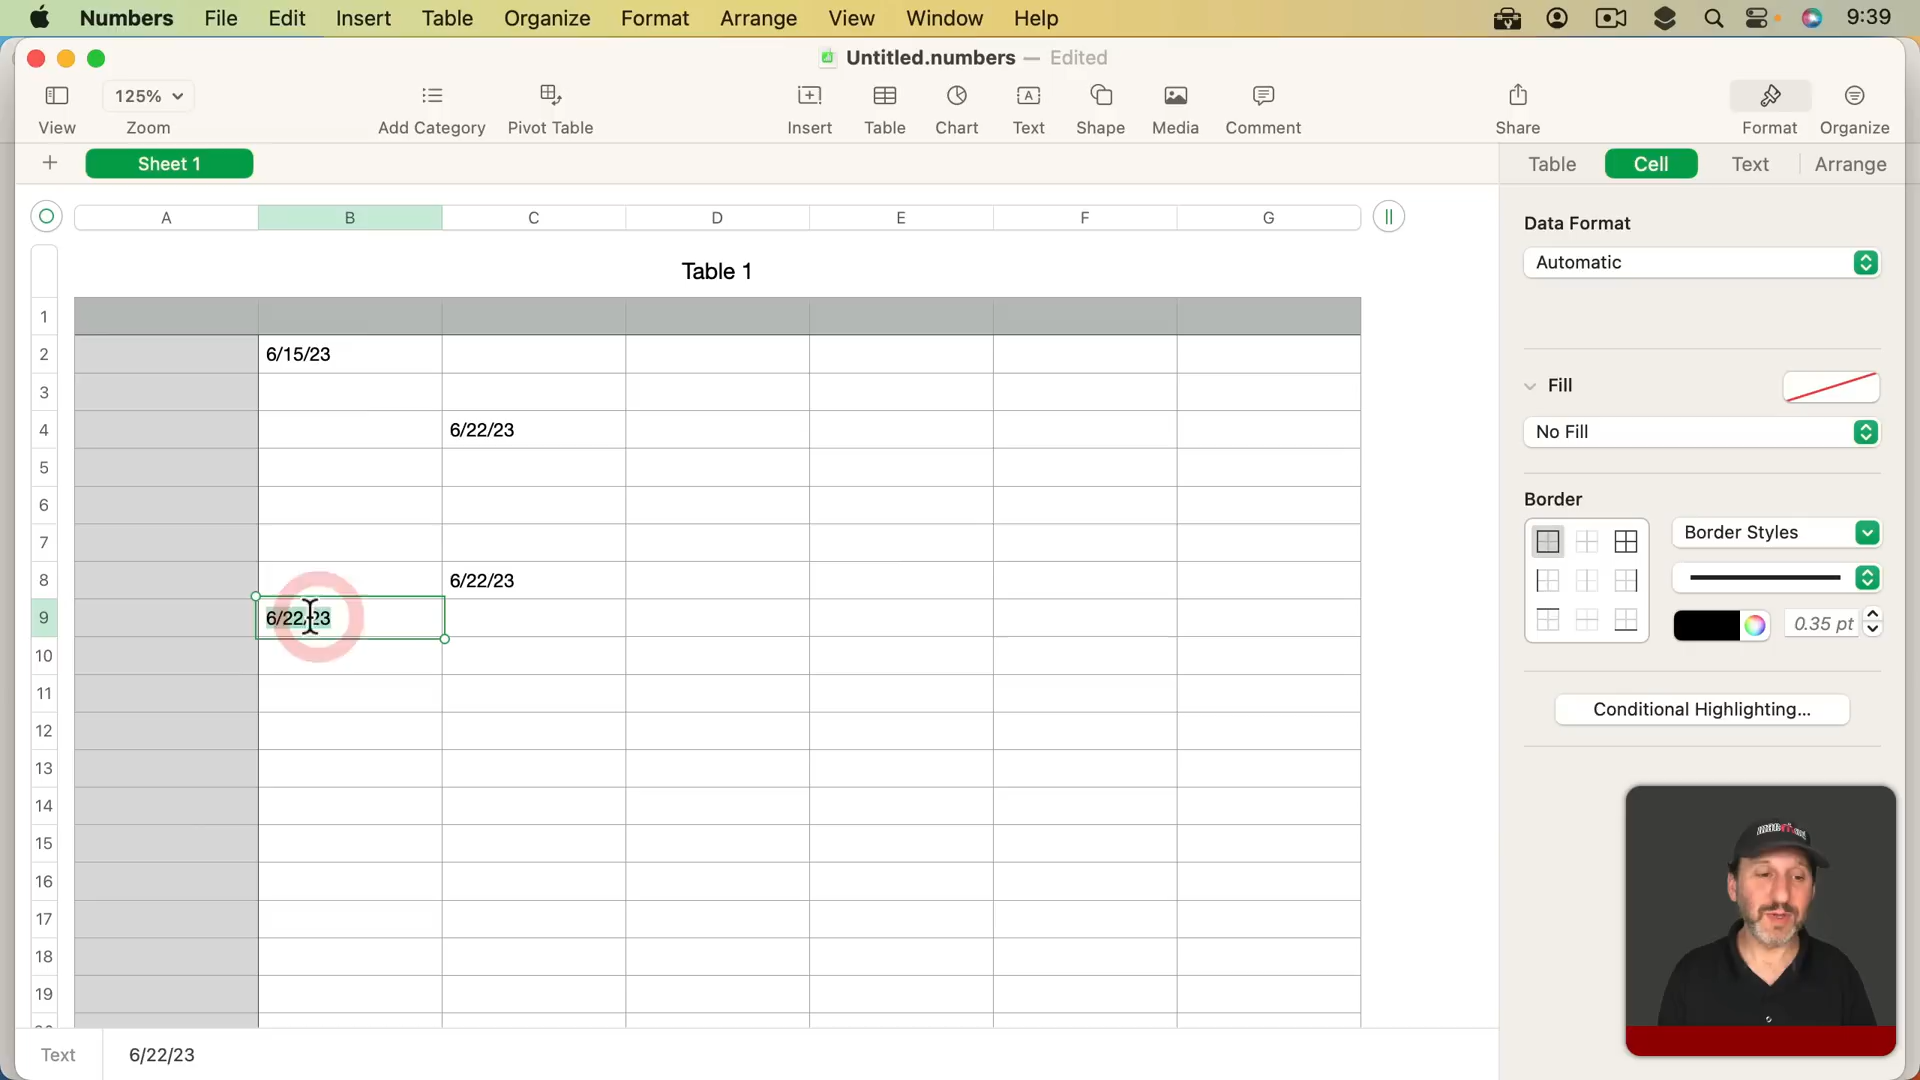 Numbers File Edit Insert Table Organize Format Arrange View Window Help 9:39
Untitled.numbers — Edited
125%
View Zoom Add Category Pivot Table Insert Table Chart Text Shape Media Comment Share Format Organize
Sheet 1
Table Cell Text Arrange
A B C D E F G
Data Format
Automatic
Table 1
1
2 6/15/23
3
4 6/22/23
5
6
7
8 6/22/23
9 6/22/23
10
11
12
13
14
15
16
17
18
19
Fill
No Fill
Border
Border Styles
0.35 pt
Conditional Highlighting...
Text 6/22/23